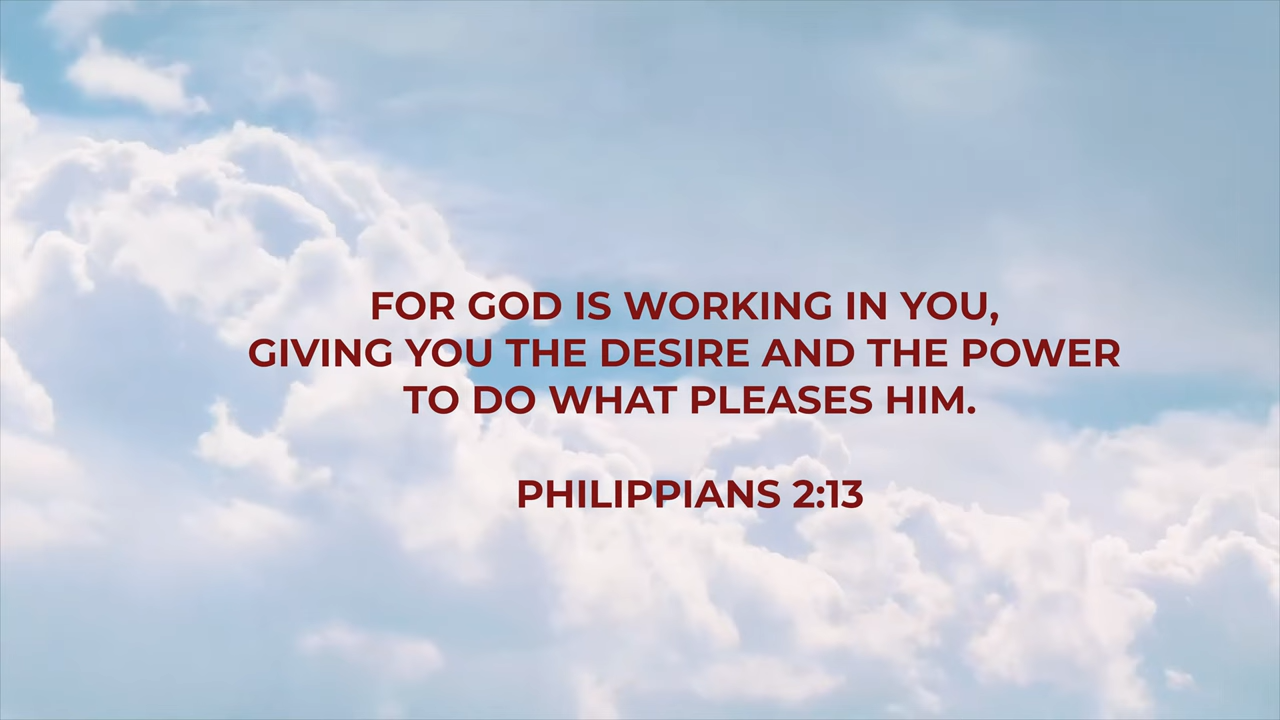 FOR GOD IS WORKING IN YOU,
GIVING YOU THE DESIRE AND THE POWER
TO DO WHAT PLEASES HIM.
PHILIPPIANS 2:13